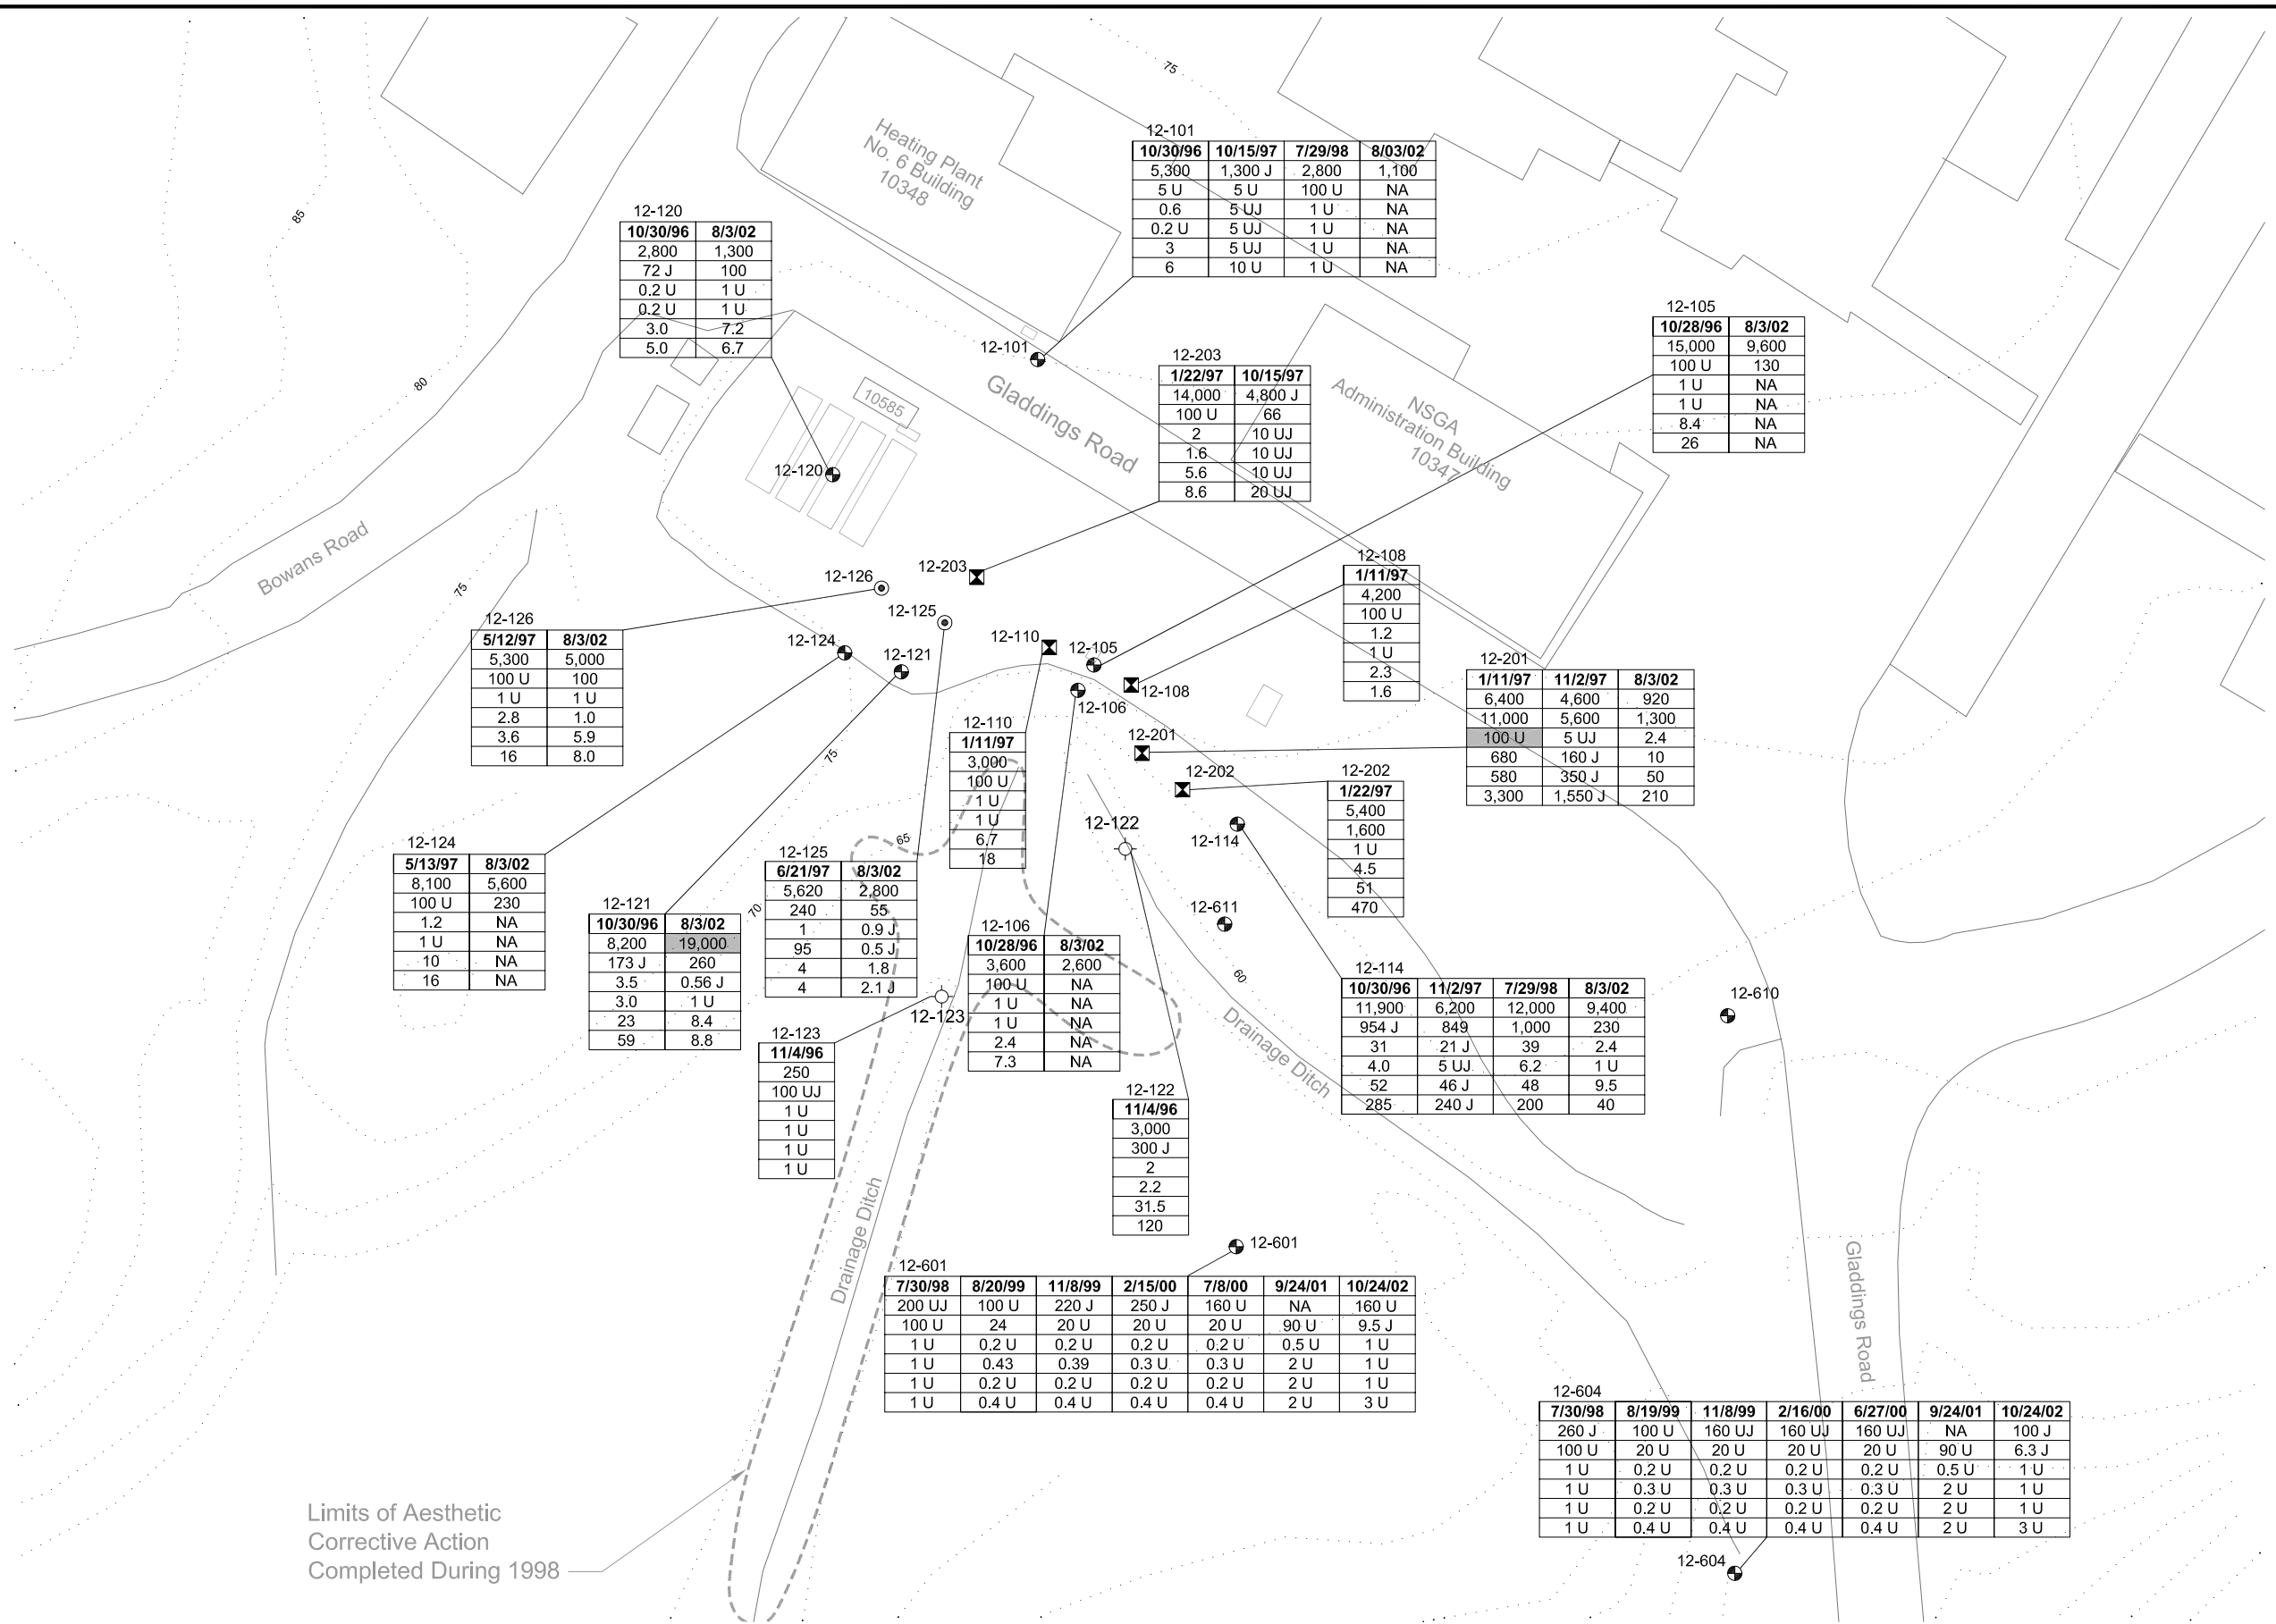 75
85
80
75
75
70
65
60
Heating Plant
No. 6 Building
10348
10585
Gladdings Road
NSGA
Administration Building
10347
Bowans Road
12-101
10/30/96 10/15/97 7/29/98 8/03/02
5,300 1,300 J 2,800 1,100
5 U 5 U 100 U NA
0.6 5 UJ 1 U NA
0.2 U 5 UJ 1 U NA
3 5 UJ 1 U NA
6 10 U 1 U NA
12-120
10/30/96 8/3/02
2,800 1,300
72 J 100
0.2 U 1 U
0.2 U 1 U
3.0 7.2
5.0 6.7
12-101
12-120
12-203
1/22/97 10/15/97
14,000 4,800 J
100 U 66
2 10 UJ
1.6 10 UJ
5.6 10 UJ
8.6 20 UJ
12-105
10/28/96 8/3/02
15,000 9,600
100 U 130
1 U NA
1 U NA
8.4 NA
26 NA
12-203
12-126
12-125
12-124
12-121
12-110
12-105
12-108
12-106
12-108
1/11/97
4,200
100 U
1.2
1 U
2.3
1.6
12-126
5/12/97 8/3/02
5,300 5,000
100 U 100
1 U 1 U
2.8 1.0
3.6 5.9
16 8.0
12-201
1/11/97 11/2/97 8/3/02
6,400 4,600 920
11,000 5,600 1,300
100 U 5 UJ 2.4
680 160 J 10
580 350 J 50
3,300 1,550 J 210
12-201
12-202
12-110
1/11/97
3,000
100 U
1 U
1 U
6.7
18
12-202
1/22/97
5,400
1,600
1 U
4.5
51
470
12-122
12-114
12-124
5/13/97 8/3/02
8,100 5,600
100 U 230
1.2 NA
1 U NA
10 NA
16 NA
12-125
6/21/97 8/3/02
5,620 2,800
240 55
1 0.9 J
95 0.5 J
4 1.8
4 2.1 J
12-121
10/30/96 8/3/02
8,200 19,000
173 J 260
3.5 0.56 J
3.0 1 U
23 8.4
59 8.8
12-611
12-106
10/28/96 8/3/02
3,600 2,600
100 U NA
1 U NA
1 U NA
2.4 NA
7.3 NA
12-114
10/30/96 11/2/97 7/29/98 8/3/02
11,900 6,200 12,000 9,400
954 J 849 1,000 230
31 21 J 39 2.4
4.0 5 UJ 6.2 1 U
52 46 J 48 9.5
285 240 J 200 40
12-610
12-123
12-123
11/4/96
250
100 UJ
1 U
1 U
1 U
1 U
Drainage Ditch
12-122
11/4/96
3,000
300 J
2
2.2
31.5
120
Drainage Ditch
12-601
12-601
7/30/98 8/20/99 11/8/99 2/15/00 7/8/00 9/24/01 10/24/02
200 UJ 100 U 220 J 250 J 160 U NA 160 U
100 U 24 20 U 20 U 20 U 90 U 9.5 J
1 U 0.2 U 0.2 U 0.2 U 0.2 U 0.5 U 1 U
1 U 0.43 0.39 0.3 U 0.3 U 2 U 1 U
1 U 0.2 U 0.2 U 0.2 U 0.2 U 2 U 1 U
1 U 0.4 U 0.4 U 0.4 U 0.4 U 2 U 3 U
Gladdings Road
12-604
7/30/98 8/19/99 11/8/99 2/16/00 6/27/00 9/24/01 10/24/02
260 J 100 U 160 UJ 160 UJ 160 UJ NA 100 J
100 U 20 U 20 U 20 U 20 U 90 U 6.3 J
1 U 0.2 U 0.2 U 0.2 U 0.2 U 0.5 U 1 U
1 U 0.3 U 0.3 U 0.3 U 0.3 U 2 U 1 U
1 U 0.2 U 0.2 U 0.2 U 0.2 U 2 U 1 U
1 U 0.4 U 0.4 U 0.4 U 0.4 U 2 U 3 U
12-604
Limits of Aesthetic
Corrective Action
Completed During 1998